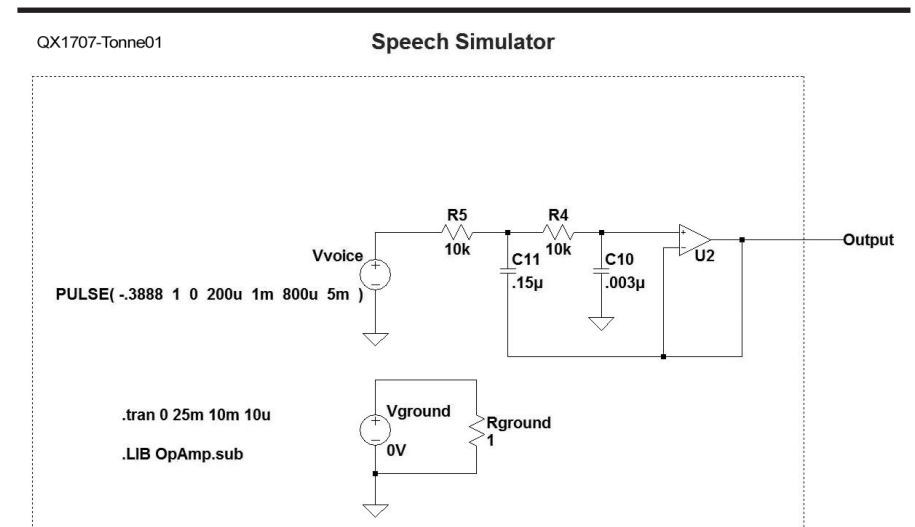 QX1707-Tonne01
Speech Simulator
R5
10k
R4
10k
Vvoice
+
−
PULSE( -.3888 1 0 200u 1m 800u 5m )
C11
.15µ
C10
.003µ
+
−
U2
Output
.tran 0 25m 10m 10u
.LIB OpAmp.sub
Vground
+
−
0V
Rground
1